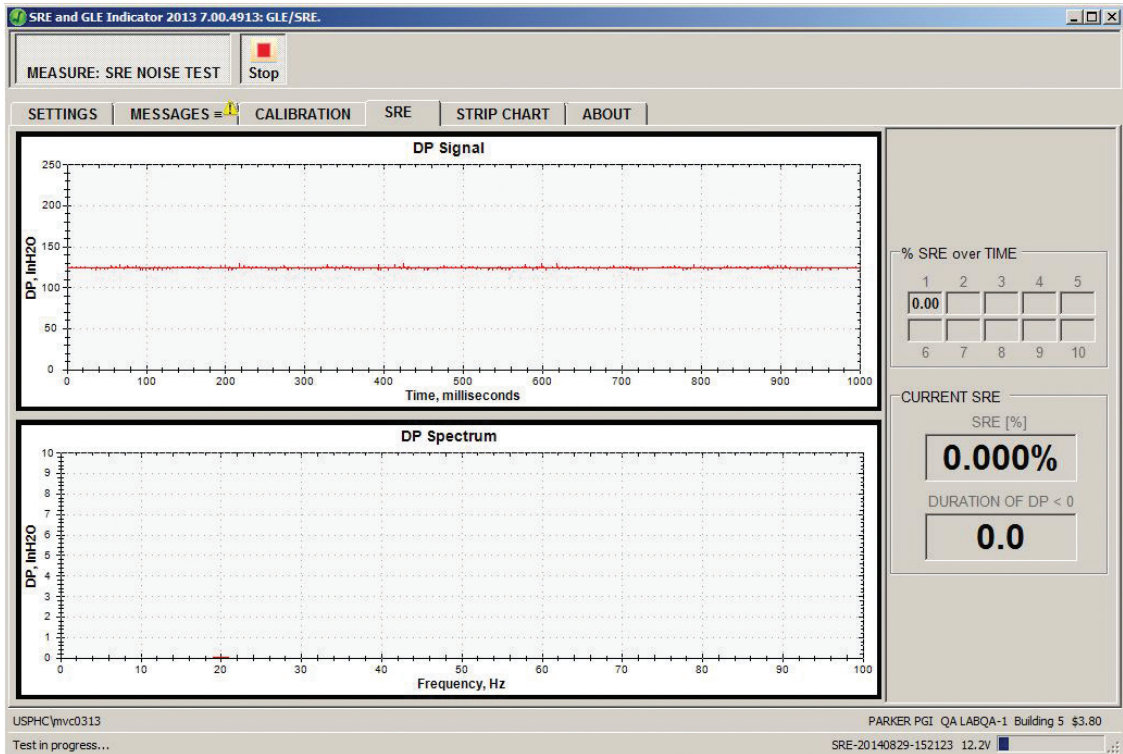 SRE and GLE Indicator 2013 7.00.4913: GLE/SRE.
MEASURE: SRE NOISE TEST Stop
SETTINGS MESSAGES = CALIBRATION SRE STRIP CHART ABOUT
DP Signal
250
200
150
100
50
0
DP, InH2O
0 100 200 300 400 500 600 700 800 900 1000
Time, milliseconds
DP Spectrum
10
9
8
7
6
5
4
3
2
1
0
DP, InH2O
0 10 20 30 40 50 60 70 80 90 100
Frequency, Hz
% SRE over TIME
1 2 3 4 5
0.00
6 7 8 9 10
CURRENT SRE
SRE [%]
0.000%
DURATION OF DP < 0
0.0
USPHC\mvc0313 PARKER PGI QA LABQA-1 Building 5 $3.80
Test in progress... SRE-20140829-152123 12.2V